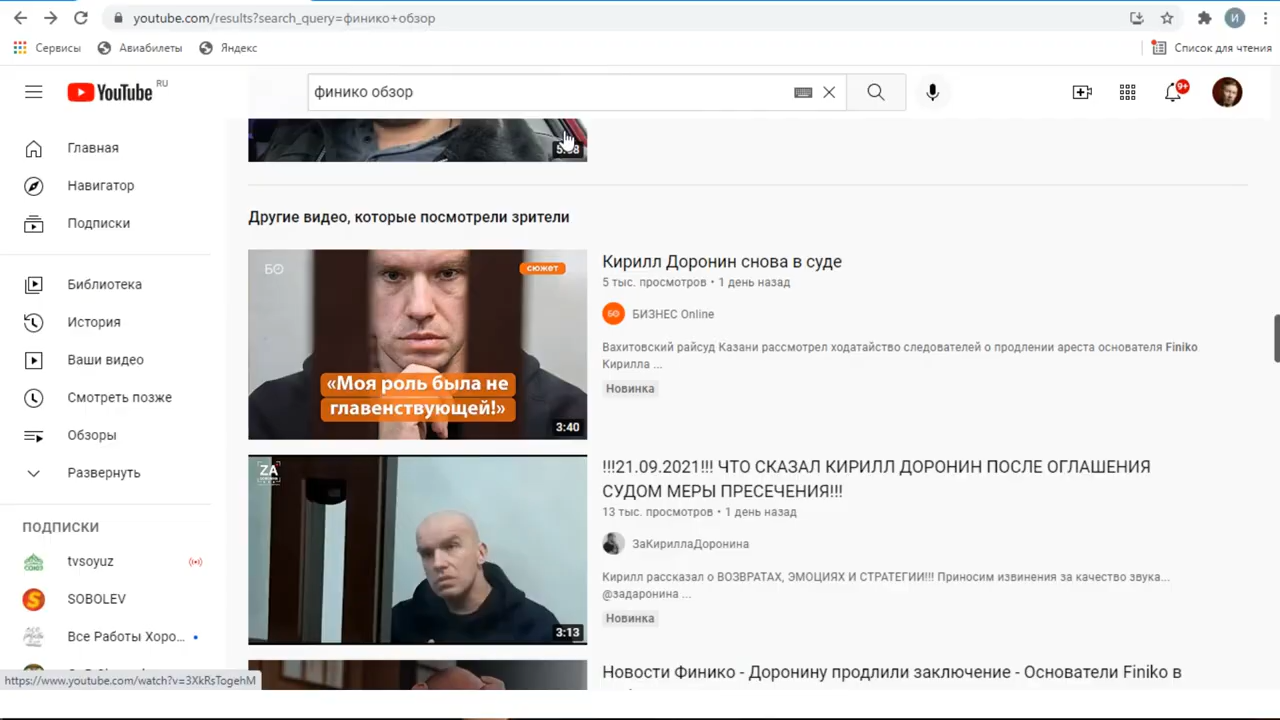 youtube.com/results?search_query=финико+обзор
И
Сервисы
Авиабилеты
Яндекс
Список для чтения
YouTube RU
финико обзор
9+
Главная
Навигатор
Подписки
Библиотека
История
Ваши видео
Смотреть позже
Обзоры
Развернуть
ПОДПИСКИ
tvsoyuz
SOBOLEV
Все Работы Хоро...
https://www.youtube.com/watch?v=3XkRsTogehM
Другие видео, которые посмотрели зрители
БО
сюжет
«Моя роль была не
главенствующей!»
3:40
Кирилл Доронин снова в суде
5 тыс. просмотров • 1 день назад
БО БИЗНЕС Online
Вахитовский райсуд Казани рассмотрел ходатайство следователей о продлении ареста основателя Finiko
Кирилла ...
Новинка
ZA
3:13
!!!21.09.2021!!! ЧТО СКАЗАЛ КИРИЛЛ ДОРОНИН ПОСЛЕ ОГЛАШЕНИЯ
СУДОМ МЕРЫ ПРЕСЕЧЕНИЯ!!!
13 тыс. просмотров • 1 день назад
ЗаКириллаДоронина
Кирилл рассказал о ВОЗВРАТАХ, ЭМОЦИЯХ И СТРАТЕГИИ!!! Приносим извинения за качество звука...
@задаронина ...
Новинка
Новости Финико - Доронину продлили заключение - Основатели Finiko в